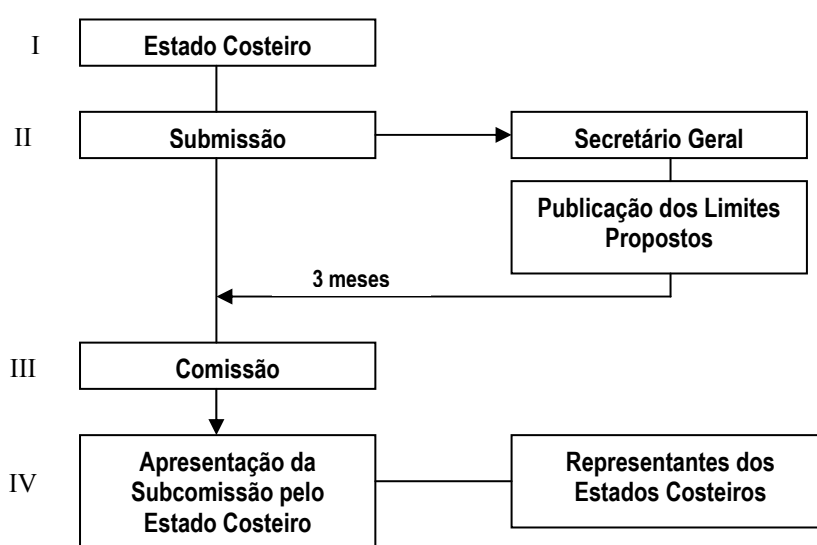 I
Estado Costeiro
II
Submissão
Secretário Geral
Publicação dos Limites
Propostos
3 meses
III
Comissão
IV
Apresentação da
Subcomissão pelo
Estado Costeiro
Representantes dos
Estados Costeiros